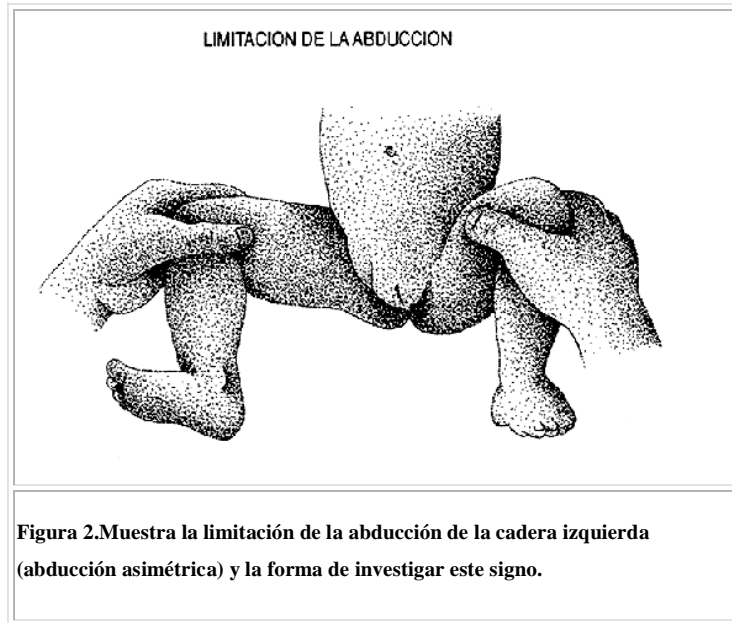 LIMITACION DE LA ABDUCCION
Figura 2.Muestra la limitación de la abducción de la cadera izquierda
(abducción asimétrica) y la forma de investigar este signo.